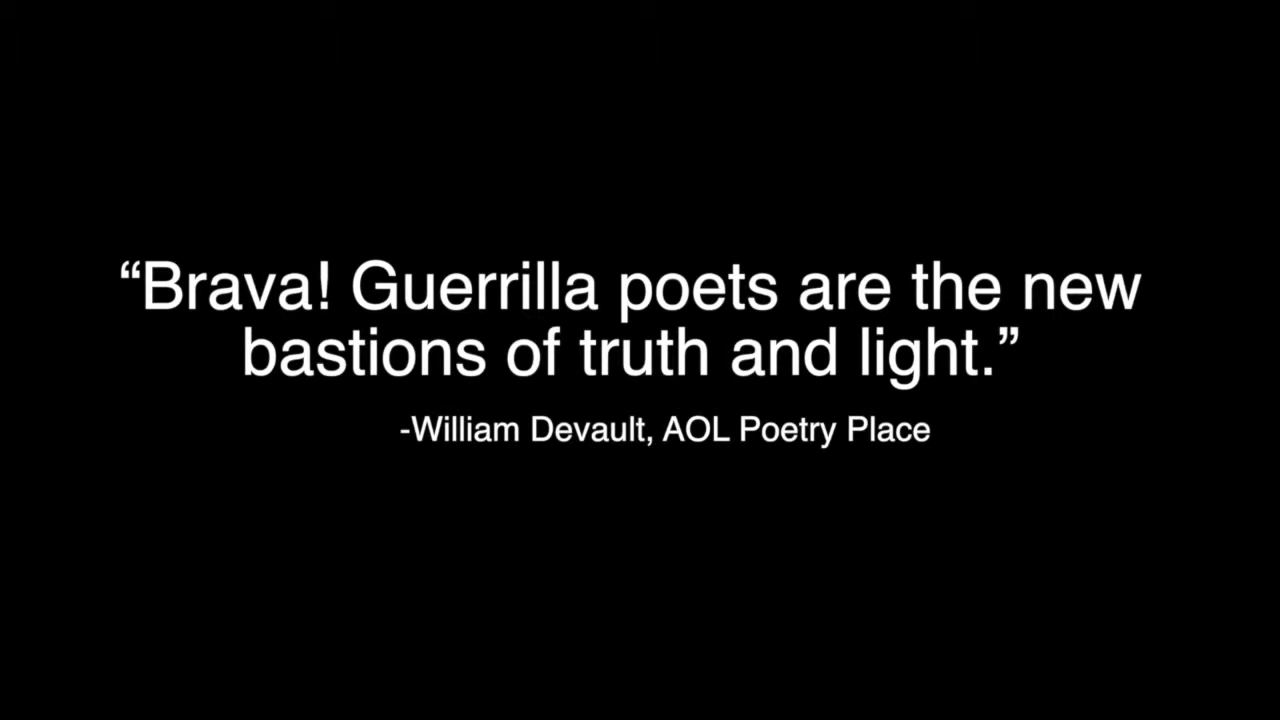 “Brava! Guerrilla poets are the new
bastions of truth and light.”
-William Devault, AOL Poetry Place